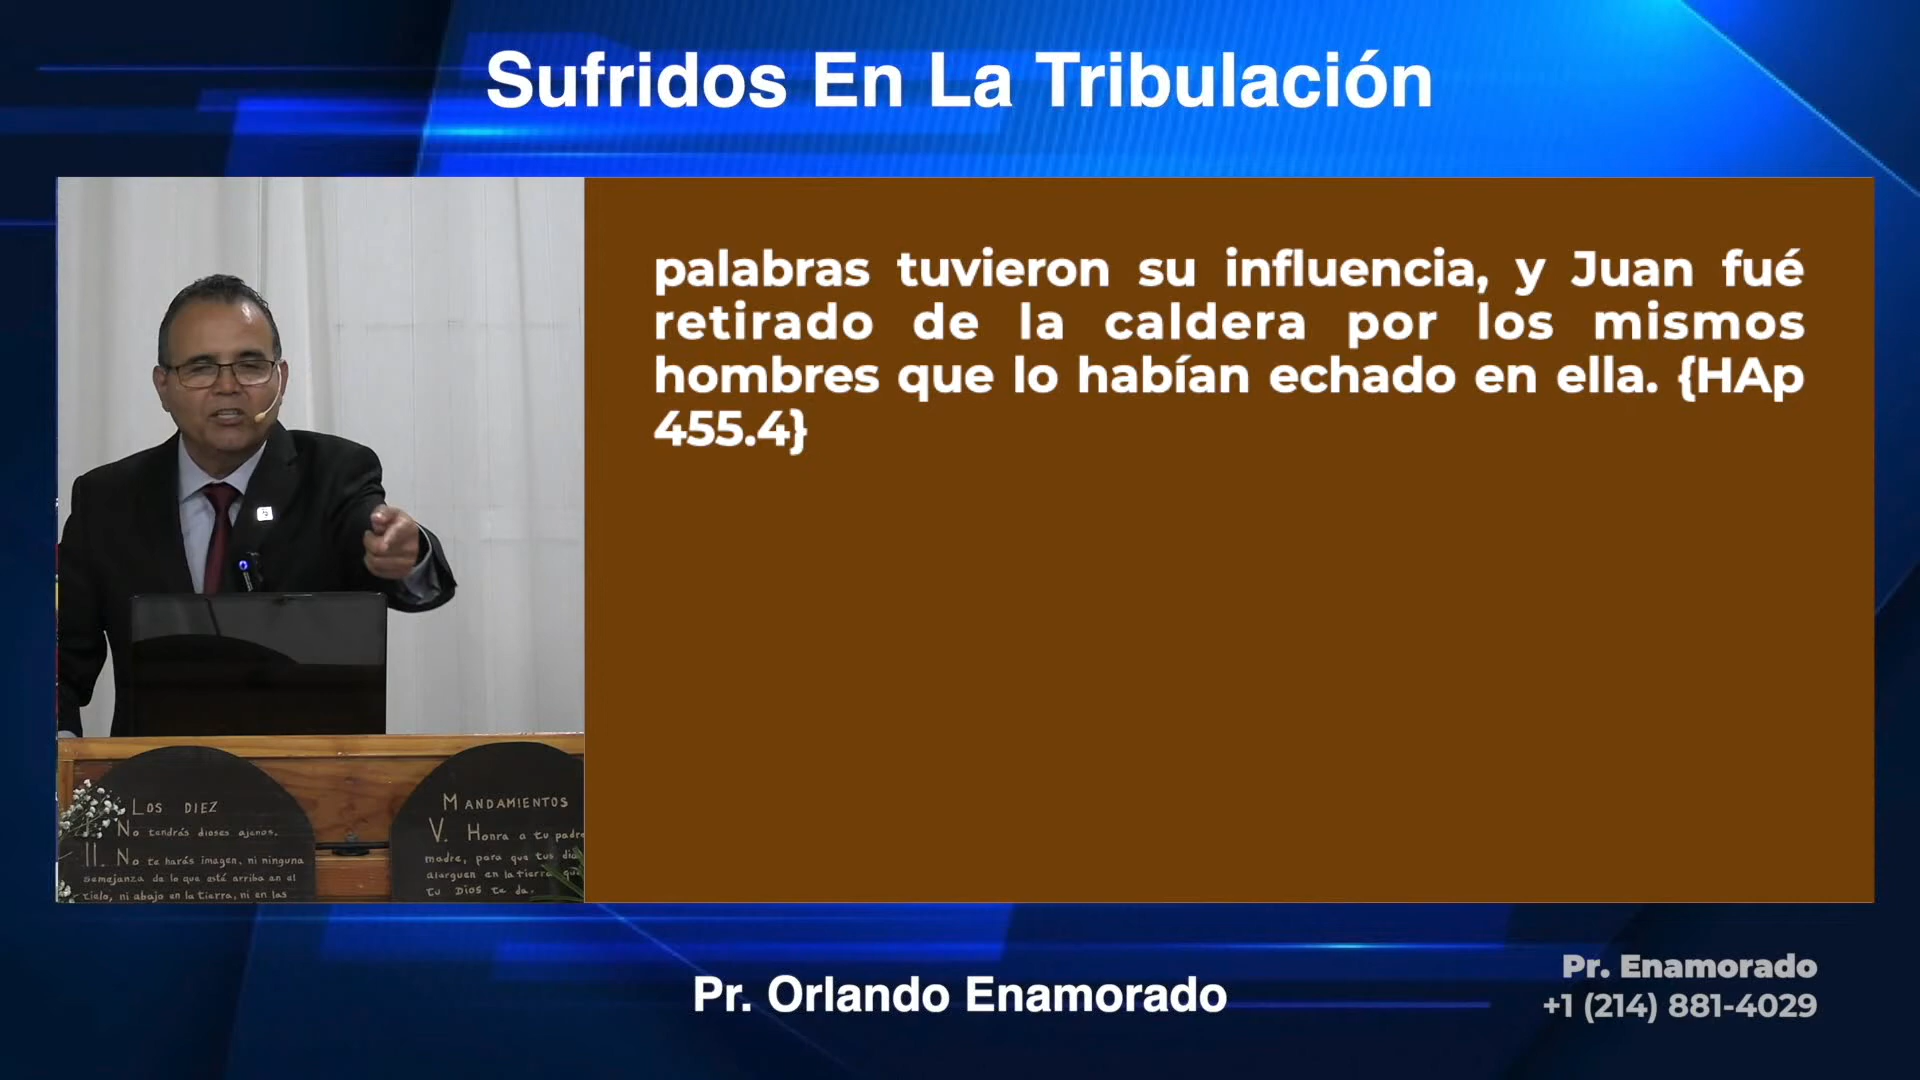 Sufridos En La Tribulación
palabras tuvieron su influencia, y Juan fué
retirado de la caldera por los mismos
hombres que lo habían echado en ella. {HAp
455.4}
LOS DIEZ
I. No tendrás dioses ajenos.
II. No te harás imagen, ni ninguna
semejanza de lo que esté arriba en el
cielo, ni abajo en la tierra, ni en las
MANDAMIENTOS
V. Honra a tu padre
madre, para que tus día
alarguen en la tierra que
tu DIOS te da.
Pr. Orlando Enamorado
Pr. Enamorado
+1 (214) 881-4029